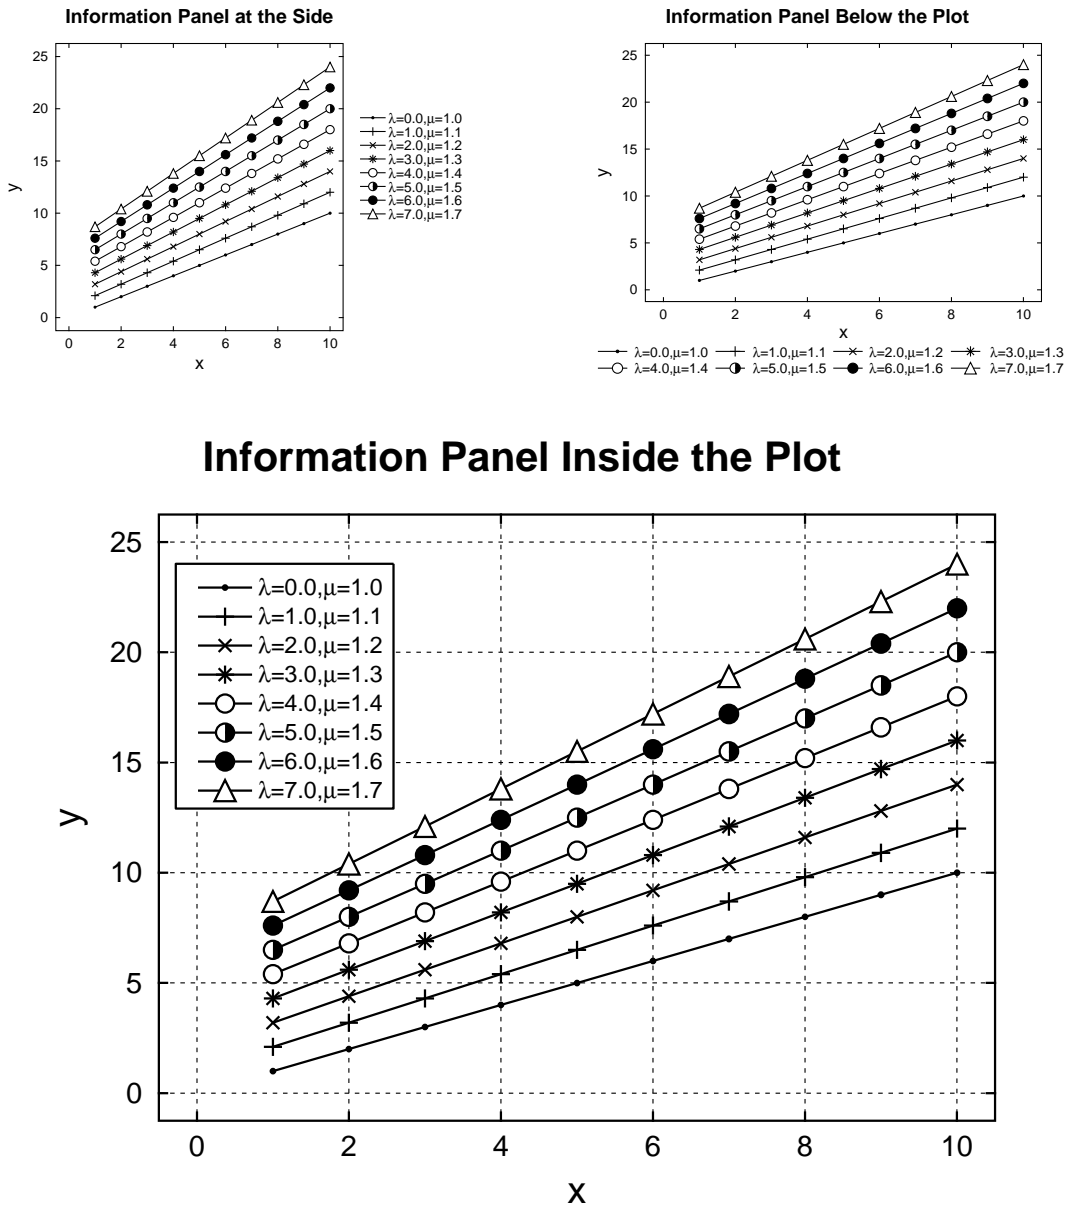 Information Panel at the Side
25
20
15
10
5
0
y
0 2 4 6 8 10
x
λ=0.0,μ=1.0
λ=1.0,μ=1.1
λ=2.0,μ=1.2
λ=3.0,μ=1.3
λ=4.0,μ=1.4
λ=5.0,μ=1.5
λ=6.0,μ=1.6
λ=7.0,μ=1.7
Information Panel Below the Plot
25
20
15
10
5
0
y
0 2 4 6 8 10
x
λ=0.0,μ=1.0 λ=1.0,μ=1.1 λ=2.0,μ=1.2 λ=3.0,μ=1.3
λ=4.0,μ=1.4 λ=5.0,μ=1.5 λ=6.0,μ=1.6 λ=7.0,μ=1.7
Information Panel Inside the Plot
25
20
15
10
5
0
y
λ=0.0,μ=1.0
λ=1.0,μ=1.1
λ=2.0,μ=1.2
λ=3.0,μ=1.3
λ=4.0,μ=1.4
λ=5.0,μ=1.5
λ=6.0,μ=1.6
λ=7.0,μ=1.7
0 2 4 6 8 10
x